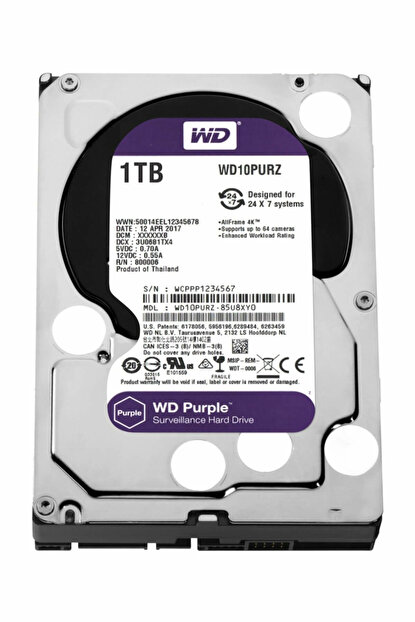 WD
1TB WD10PURZ
24 x7 Designed for
24 X 7 systems
WWN:50014EEL12345678
DATE: 12 APR 2017
DCM: XXXXXXB
DCX: 3U0681TX4
5VDC: 0.70A
12VDC: 0.55A
R/N: 800006
Product of Thailand
•AllFrame 4K™
•Supports up to 64 cameras
•Enhanced Workload Rating
S/N : WCPPP1234567
MDL : WD10PURZ-85U8XY0
U.S. Patents: 6178056, 5956196,6289484, 6263459
WD NL B.V. Taurusavenue 5, 2132 LS Hoofddorp NL
CAN ICES-3 (B)/ NMB-3(B)
Do not cover any drive holes.
20
E101559
FRAGILE
MSIP - REM-
WDT - 0006
CE
Product warranty will be void if seal, label or cover is removed or damaged.
Purple
WD Purple™
Surveillance Hard Drive